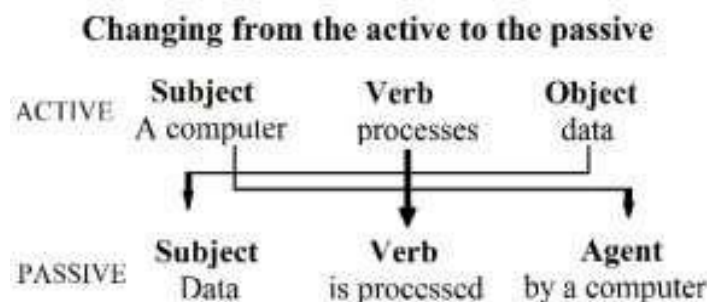 Changing from the active to the passive
Subject Verb Object
ACTIVE A computer processes data
Subject Verb Agent
PASSIVE Data is processed by a computer